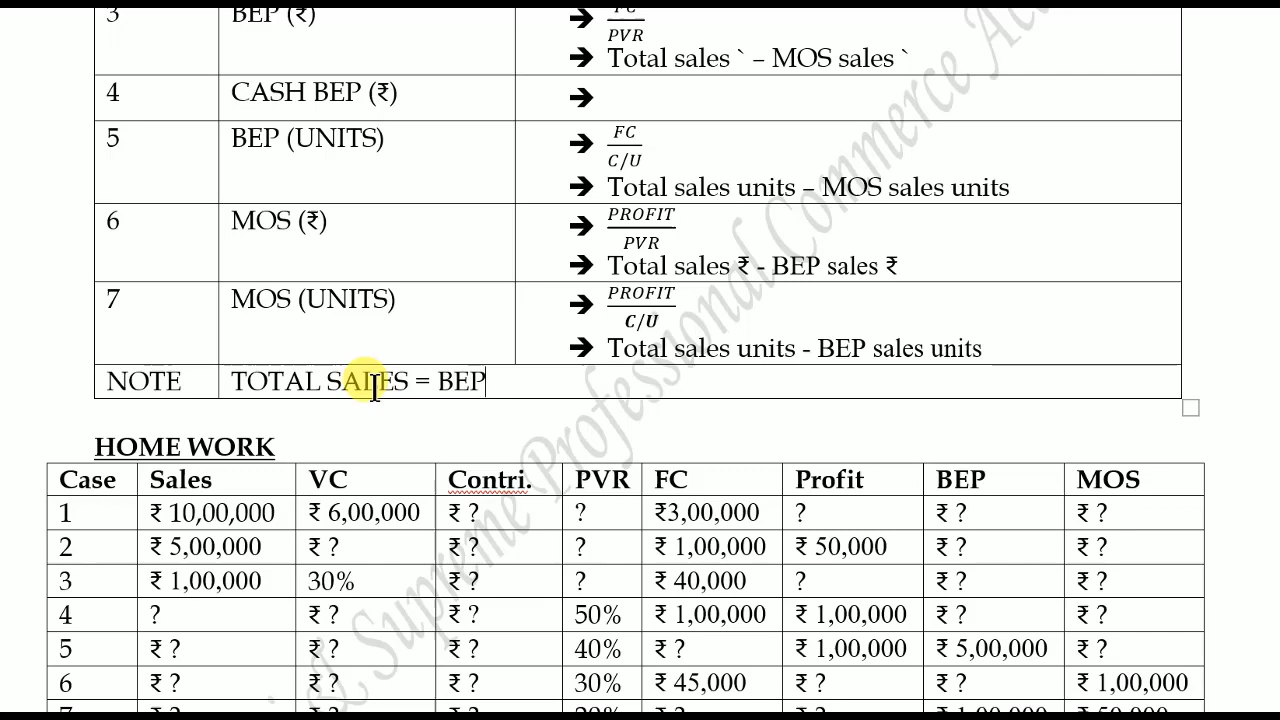 3 BEP (₹) ➔ FC
PVR
➔ Total sales ` – MOS sales `
4 CASH BEP (₹) ➔
5 BEP (UNITS) ➔ FC
C/U
➔ Total sales units – MOS sales units
6 MOS (₹) ➔ PROFIT
PVR
➔ Total sales ₹ - BEP sales ₹
7 MOS (UNITS) ➔ PROFIT
C/U
➔ Total sales units - BEP sales units
NOTE TOTAL SALES = BEP
HOME WORK
Case Sales VC Contri. PVR FC Profit BEP MOS
1 ₹ 10,00,000 ₹ 6,00,000 ₹ ? ? ₹3,00,000 ? ₹ ? ₹ ?
2 ₹ 5,00,000 ₹ ? ₹ ? ? ₹ 1,00,000 ₹ 50,000 ₹ ? ₹ ?
3 ₹ 1,00,000 30% ₹ ? ? ₹ 40,000 ? ₹ ? ₹ ?
4 ? ₹ ? ₹ ? 50% ₹ 1,00,000 ₹ 1,00,000 ₹ ? ₹ ?
5 ₹ ? ₹ ? ₹ ? 40% ₹ ? ₹ 1,00,000 ₹ 5,00,000 ₹ ?
6 ₹ ? ₹ ? ₹ ? 30% ₹ 45,000 ₹ ? ₹ ? ₹ 1,00,000
Supreme Professional Commerce